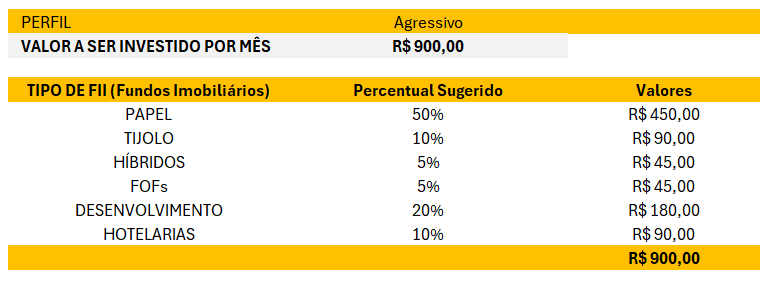 PERFIL Agressivo
VALOR A SER INVESTIDO POR MÊS R$ 900,00
TIPO DE FII (Fundos Imobiliários) Percentual Sugerido Valores
PAPEL 50% R$ 450,00
TIJOLO 10% R$ 90,00
HÍBRIDOS 5% R$ 45,00
FOFs 5% R$ 45,00
DESENVOLVIMENTO 20% R$ 180,00
HOTELARIAS 10% R$ 90,00
R$ 900,00